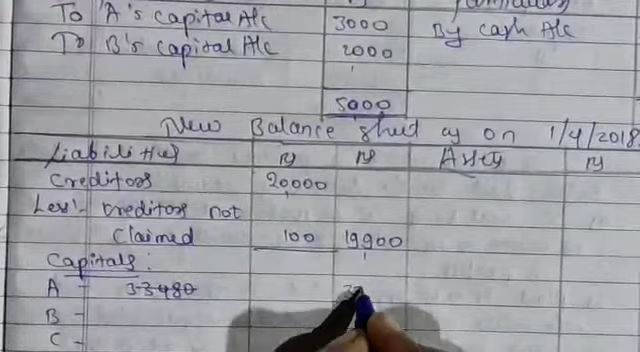 To A's capital A/c 3000
To B's capital A/c 2000 By cash A/c
5000
New Balance sheet as on 1/4/2018
Liabilities Rs Rs Assets Rs
Creditors 20000
Less:- creditors not
claimed 100 19900
Capitals:
A - 33480
B -
C -